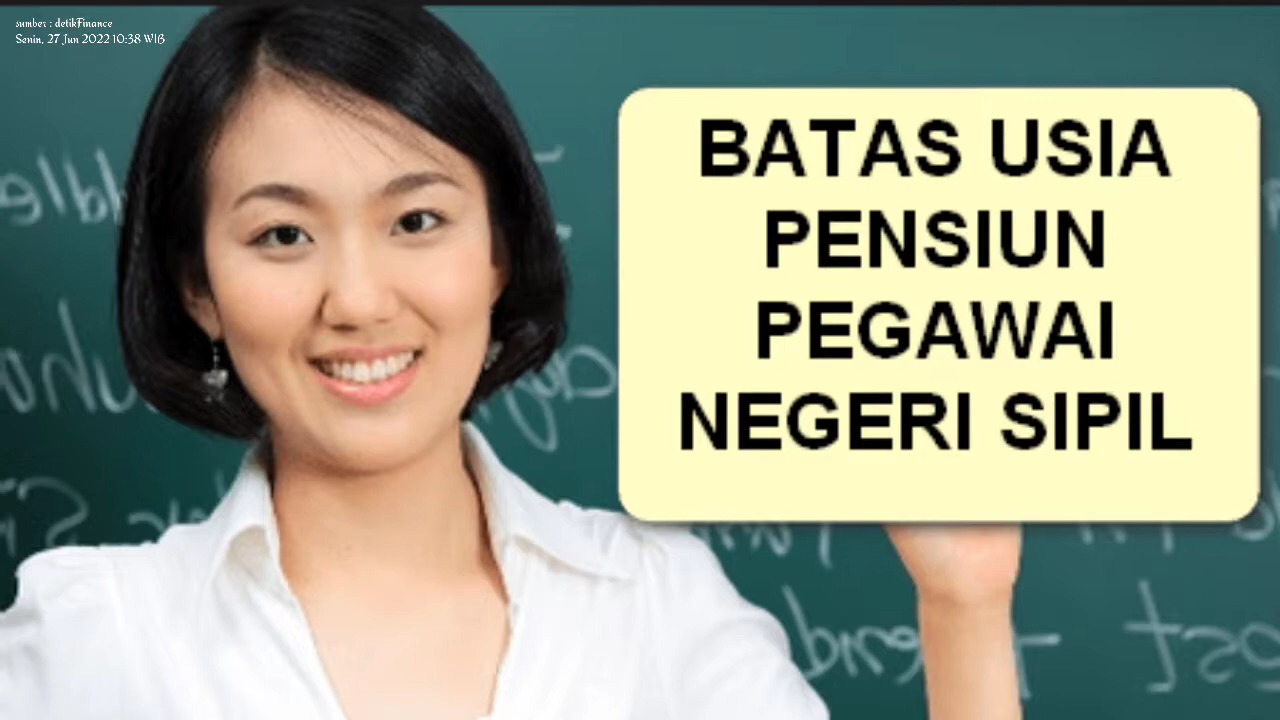 sumber : detikFinance
Senin, 27 Jun 2022 10:38 WIB
BATAS USIA
PENSIUN
PEGAWAI
NEGERI SIPIL